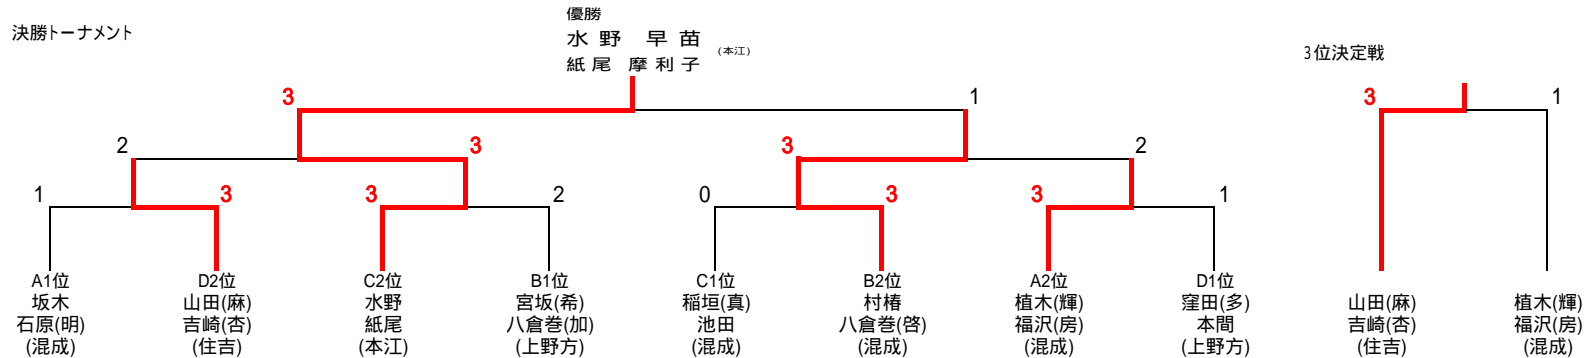 優勝
決勝トーナメント
水野 早苗
(本江)
紙尾 摩利子
3位決定戦
3 1
3 1
2 3 3 2
1 3 3 2 0 3 3 1
A1位 D2位 C2位 B1位 C1位 B2位 A2位 D1位
坂木 山田(麻) 水野 宮坂(希) 稲垣(真) 村椿 植木(輝) 窪田(多) 山田(麻) 植木(輝)
石原(明) 吉崎(杏) 紙尾 八倉巻(加) 池田 八倉巻(啓) 福沢(房) 本間 吉崎(杏) 福沢(房)
(混成) (住吉) (本江) (上野方) (混成) (混成) (混成) (上野方) (住吉) (混成)